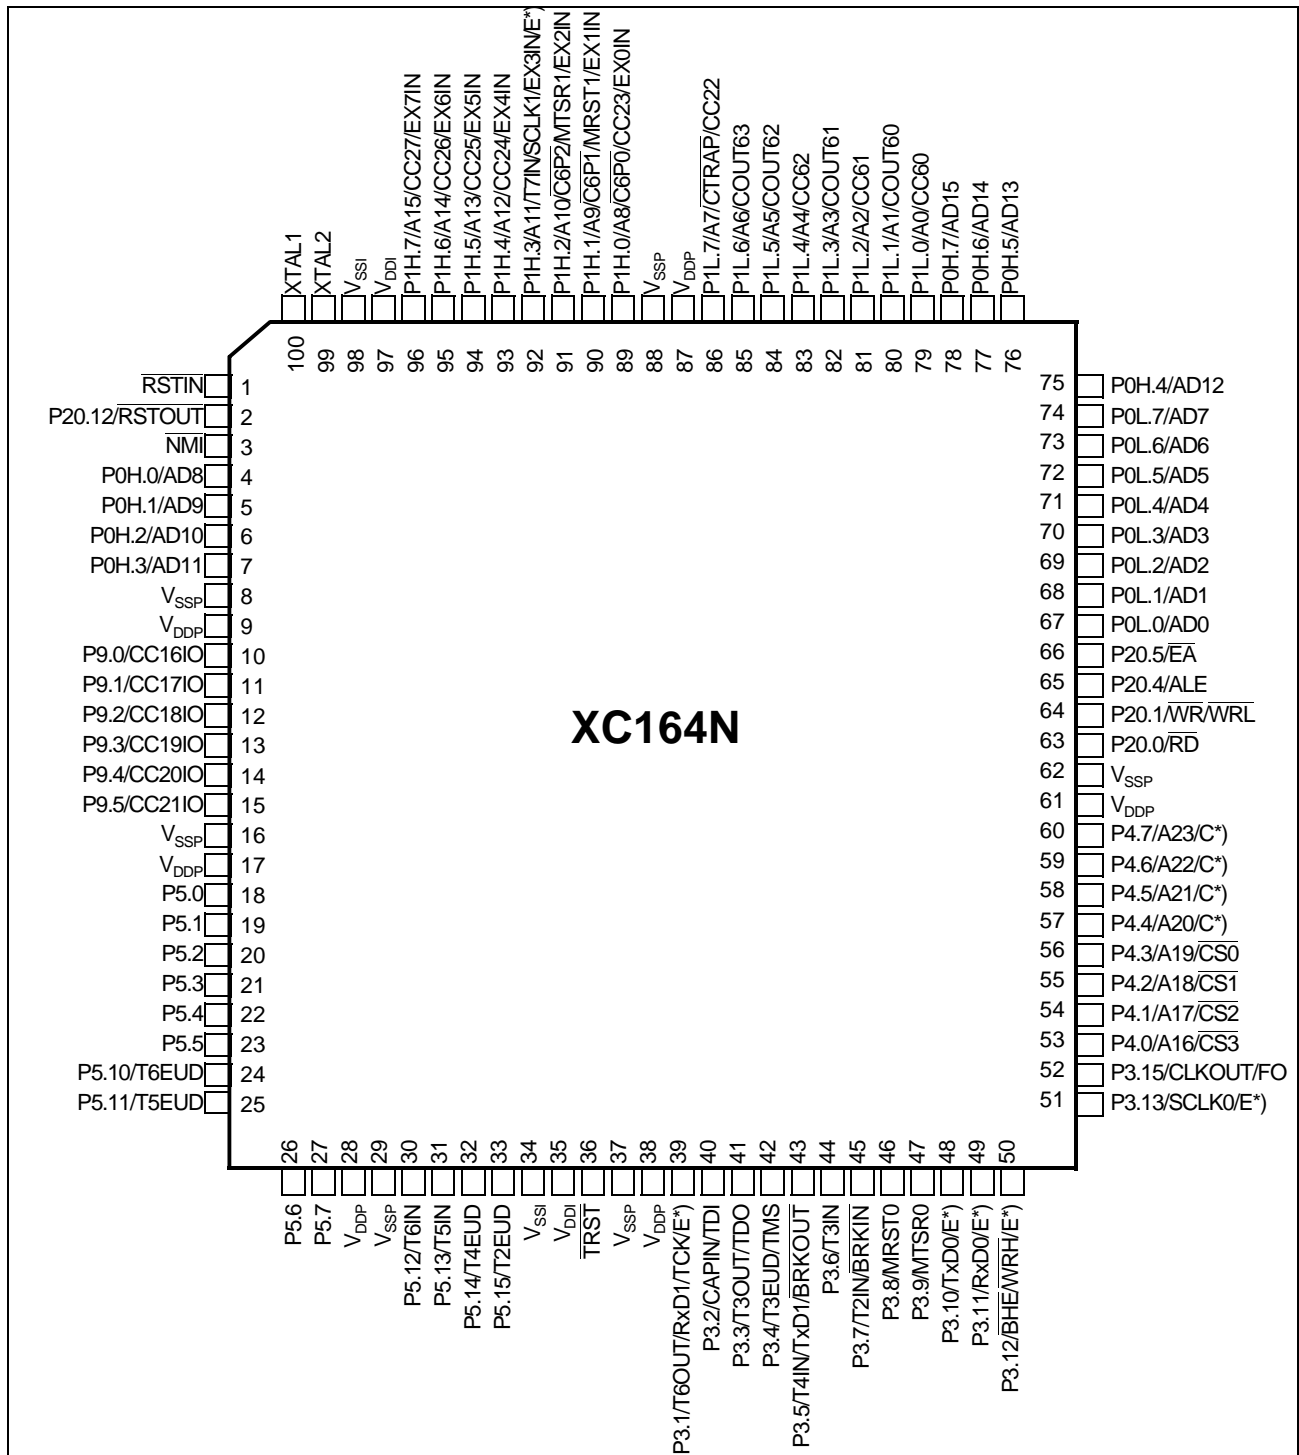 XTAL1
XTAL2
VSSI
VDDI
P1H.7/A15/CC27/EX7IN
P1H.6/A14/CC26/EX6IN
P1H.5/A13/CC25/EX5IN
P1H.4/A12/CC24/EX4IN
P1H.3/A11/T7IN/SCLK1/EX3IN/E*)
P1H.2/A10/C6P2/MTSR1/EX2IN
P1H.1/A9/C6P1/MRST1/EX1IN
P1H.0/A8/C6P0/CC23/EX0IN
VSSP
VDDP
P1L.7/A7/CTRAP/CC22
P1L.6/A6/COUT63
P1L.5/A5/COUT62
P1L.4/A4/CC62
P1L.3/A3/COUT61
P1L.2/A2/CC61
P1L.1/A1/COUT60
P1L.0/A0/CC60
P0H.7/AD15
P0H.6/AD14
P0H.5/AD13
100 99 98 97 96 95 94 93 92 91 90 89 88 87 86 85 84 83 82 81 80 79 78 77 76
RSTIN 1
P20.12/RSTOUT 2
NMI 3
P0H.0/AD8 4
P0H.1/AD9 5
P0H.2/AD10 6
P0H.3/AD11 7
VSSP 8
VDDP 9
P9.0/CC16IO 10
P9.1/CC17IO 11
P9.2/CC18IO 12
P9.3/CC19IO 13
P9.4/CC20IO 14
P9.5/CC21IO 15
VSSP 16
VDDP 17
P5.0 18
P5.1 19
P5.2 20
P5.3 21
P5.4 22
P5.5 23
P5.10/T6EUD 24
P5.11/T5EUD 25
XC164N
75 P0H.4/AD12
74 P0L.7/AD7
73 P0L.6/AD6
72 P0L.5/AD5
71 P0L.4/AD4
70 P0L.3/AD3
69 P0L.2/AD2
68 P0L.1/AD1
67 P0L.0/AD0
66 P20.5/EA
65 P20.4/ALE
64 P20.1/WR/WRL
63 P20.0/RD
62 VSSP
61 VDDP
60 P4.7/A23/C*)
59 P4.6/A22/C*)
58 P4.5/A21/C*)
57 P4.4/A20/C*)
56 P4.3/A19/CS0
55 P4.2/A18/CS1
54 P4.1/A17/CS2
53 P4.0/A16/CS3
52 P3.15/CLKOUT/FO
51 P3.13/SCLK0/E*)
26 27 28 29 30 31 32 33 34 35 36 37 38 39 40 41 42 43 44 45 46 47 48 49 50
P5.6
P5.7
VDDP
VSSP
P5.12/T6IN
P5.13/T5IN
P5.14/T4EUD
P5.15/T2EUD
VSSI
VDDI
TRST
VSSP
VDDP
P3.1/T6OUT/RxD1/TCK/E*)
P3.2/CAPIN/TDI
P3.3/T3OUT/TDO
P3.4/T3EUD/TMS
P3.5/T4IN/TxD1/BRKOUT
P3.6/T3IN
P3.7/T2IN/BRKIN
P3.8/MRST0
P3.9/MTSR0
P3.10/TxD0/E*)
P3.11/RxD0/E*)
P3.12/BHE/WRH/E*)